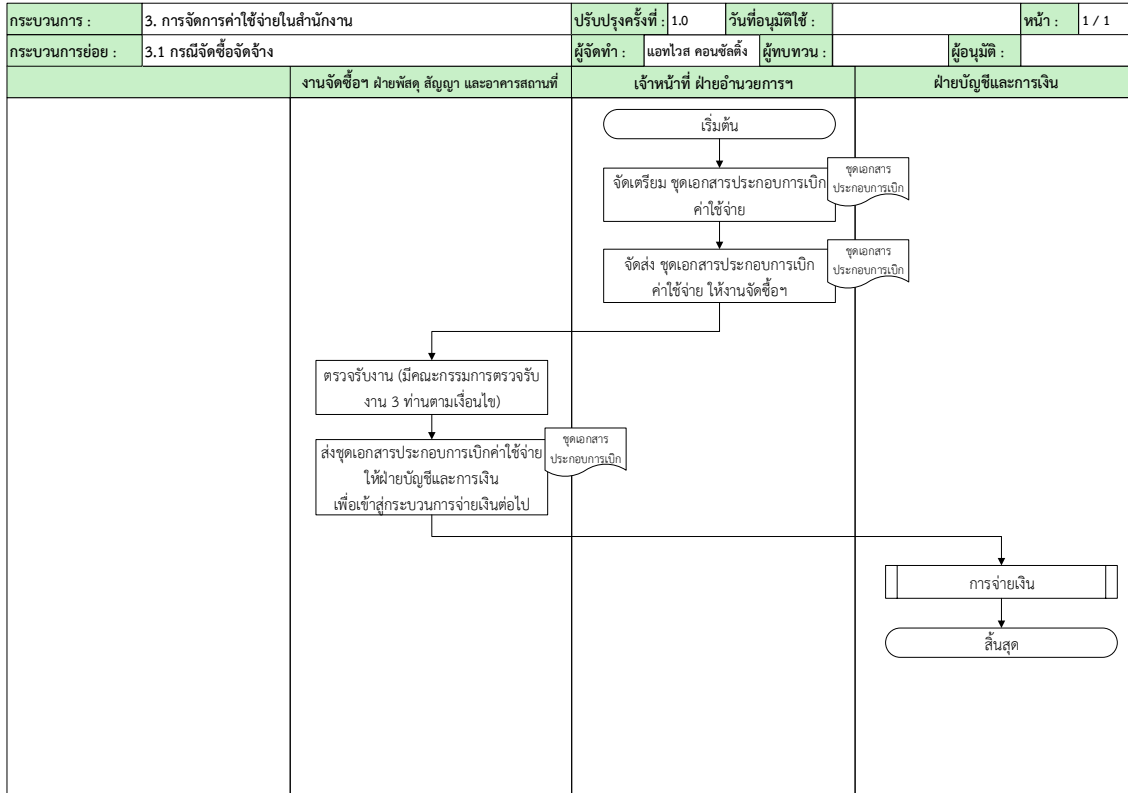 กระบวนการ : 3. การจัดการค่าใช้จ่ายในสำนักงาน ปรับปรุงครั้งที่ : 1.0 วันที่อนุมัติใช้ : หน้า : 1 / 1
กระบวนการย่อย : 3.1 กรณีจัดซื้อจัดจ้าง ผู้จัดทำ : แอทไวส คอนซัลติ้ง ผู้ทบทวน : ผู้อนุมัติ :
งานจัดซื้อฯ ฝ่ายพัสดุ สัญญา และอาคารสถานที่ เจ้าหน้าที่ ฝ่ายอำนวยการฯ ฝ่ายบัญชีและการเงิน
เริ่มต้น
จัดเตรียม ชุดเอกสารประกอบการเบิก
ค่าใช้จ่าย
ชุดเอกสาร
ประกอบการเบิก
จัดส่ง ชุดเอกสารประกอบการเบิก
ค่าใช้จ่าย ให้งานจัดซื้อฯ
ชุดเอกสาร
ประกอบการเบิก
ตรวจรับงาน (มีคณะกรรมการตรวจรับ
งาน 3 ท่านตามเงื่อนไข)
ส่งชุดเอกสารประกอบการเบิกค่าใช้จ่าย
ให้ฝ่ายบัญชีและการเงิน
เพื่อเข้าสู่กระบวนการจ่ายเงินต่อไป
ชุดเอกสาร
ประกอบการเบิก
การจ่ายเงิน
สิ้นสุด